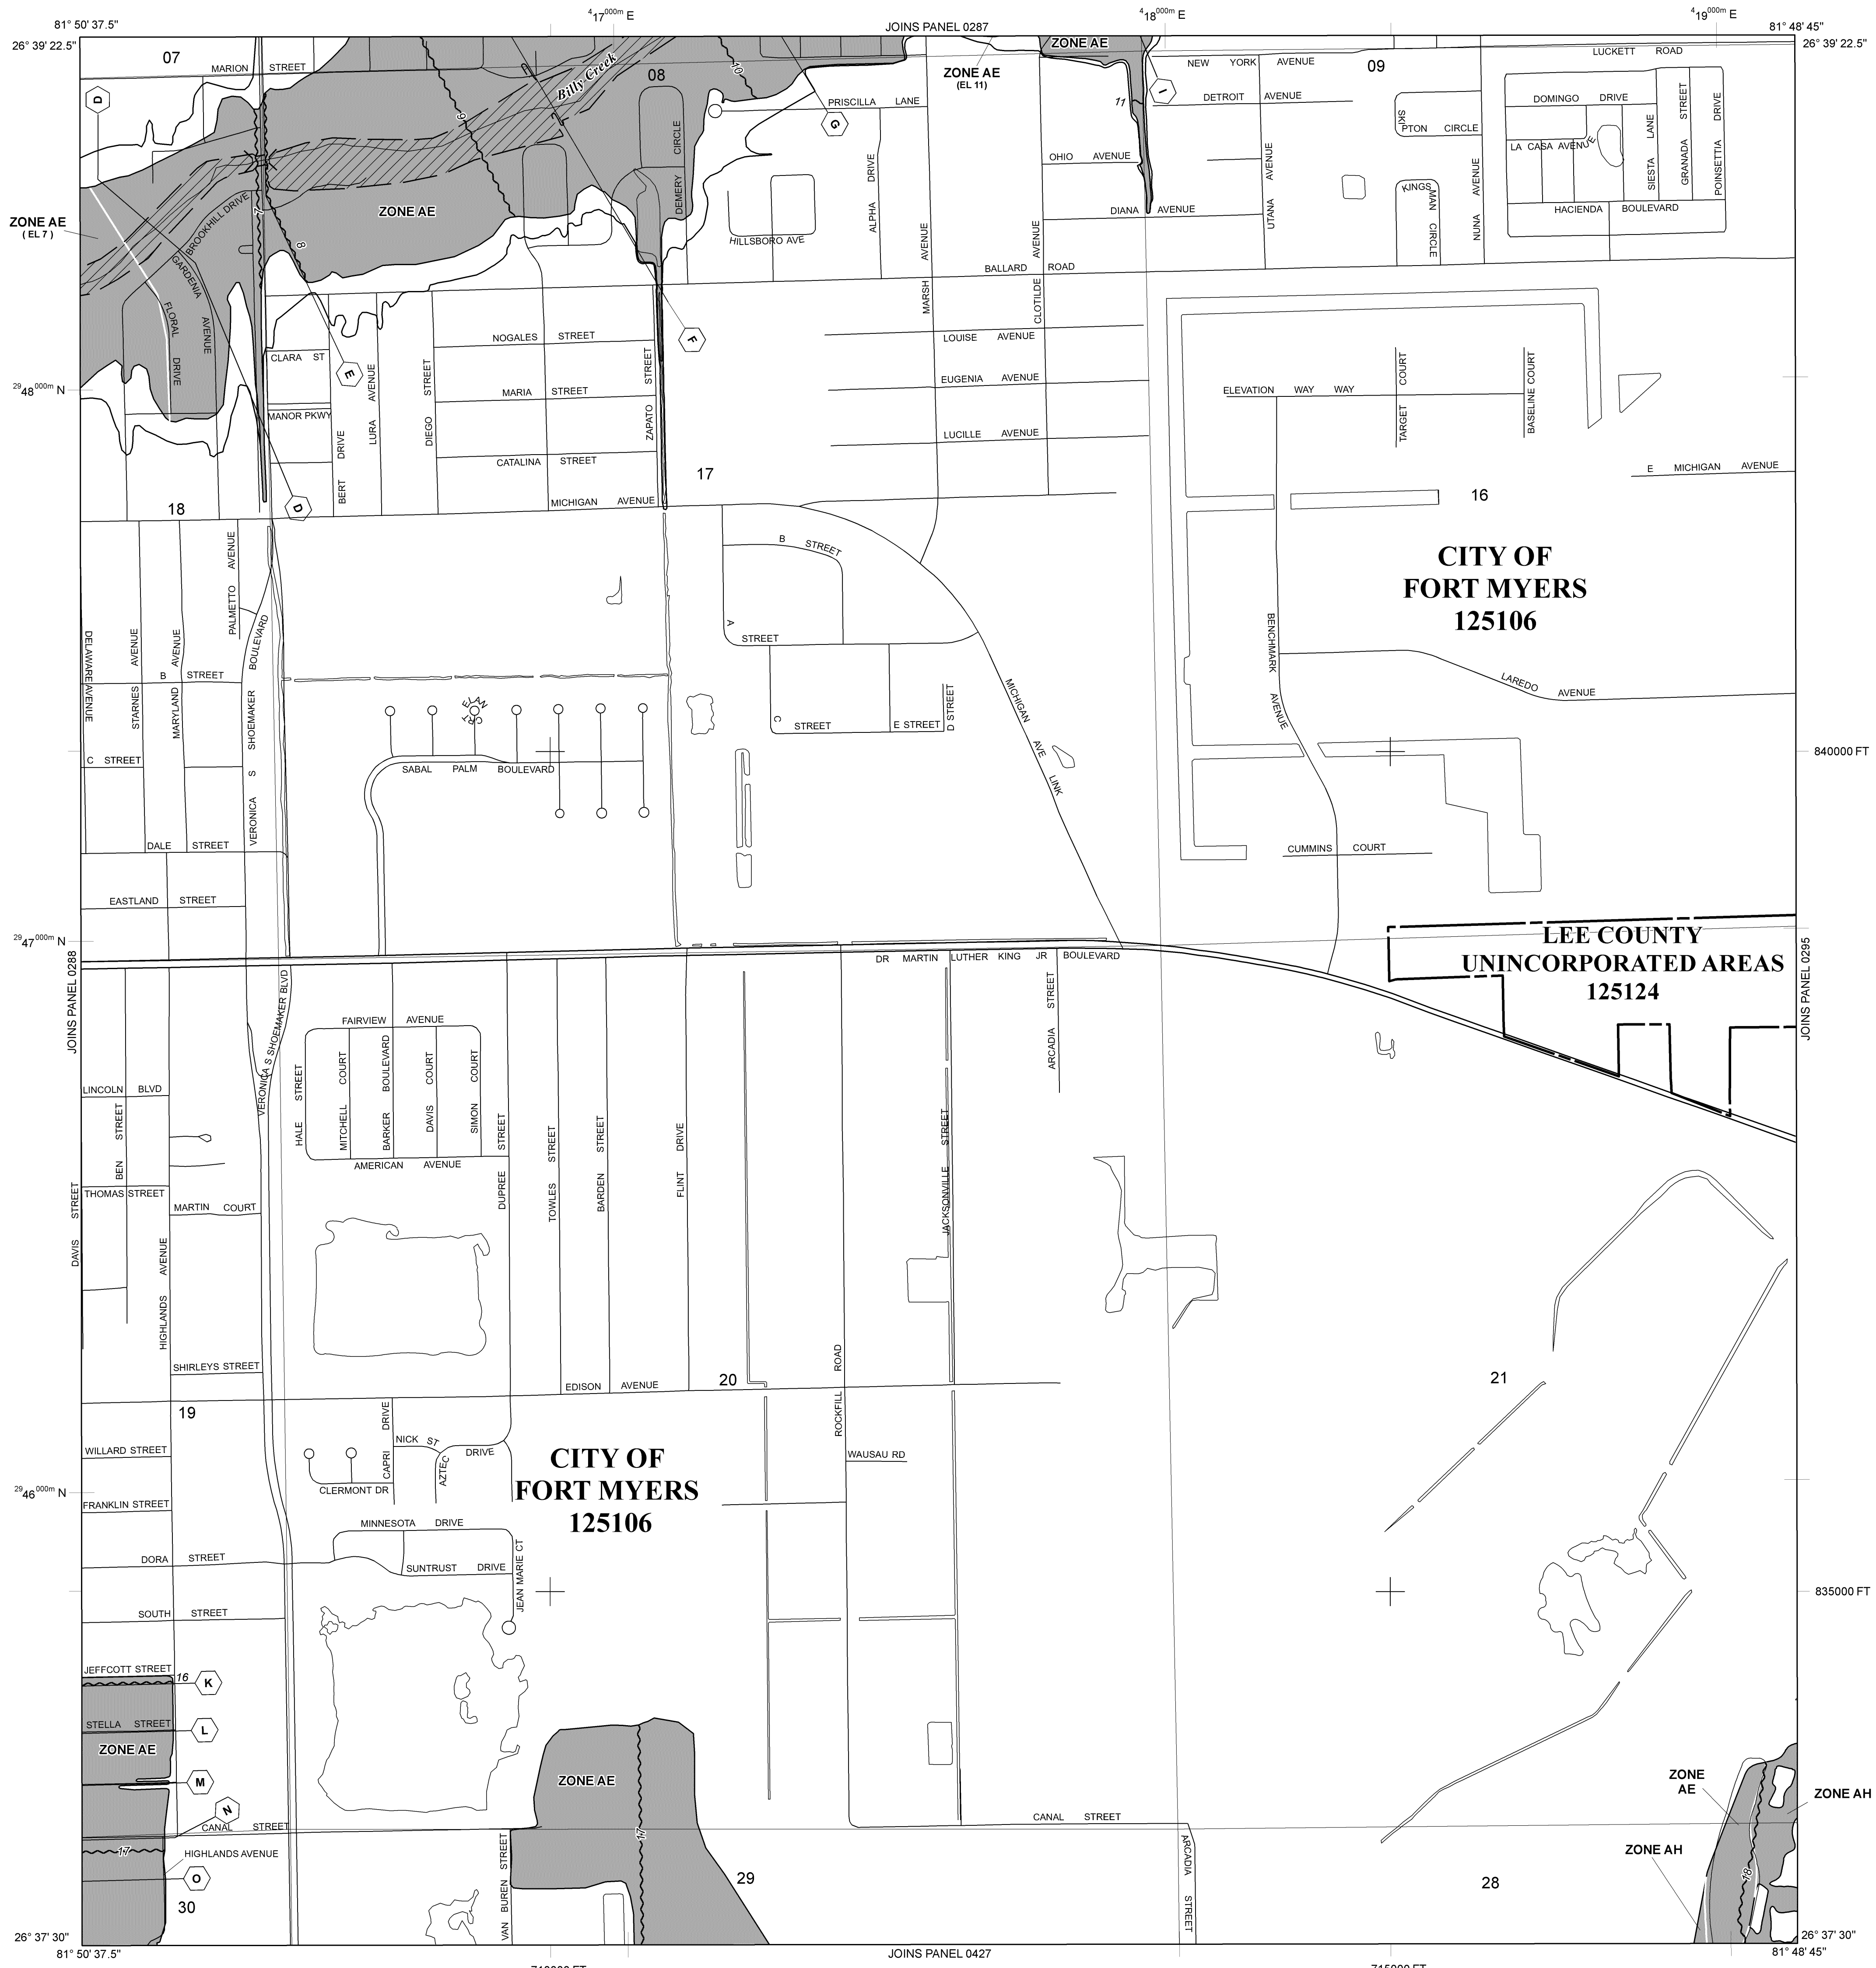 81° 50' 37.5"
⁴17⁰⁰⁰ᵐ E
JOINS PANEL 0287
⁴18⁰⁰⁰ᵐ E
⁴19⁰⁰⁰ᵐ E
81° 48' 45"
26° 39' 22.5"
26° 39' 22.5"
07
MARION STREET
Billy Creek
08
10
ZONE AE
(EL 11)
ZONE AE
NEW YORK AVENUE
09
LUCKETT ROAD
D
9
G
PRISCILLA LANE
11
I
DETROIT AVENUE
SKI
PTON CIRCLE
DOMINGO DRIVE
LA CASA AVENUE
SIESTA LANE
GRANADA STREET
POINSETTIA DRIVE
HACIENDA BOULEVARD
OHIO AVENUE
DIANA AVENUE
UTANA AVENUE
KINGS
MAN CIRCLE
NUNA AVENUE
DEMERY CIRCLE
ALPHA DRIVE
HILLSBORO AVE
BALLARD ROAD
MARSH AVENUE
CLOTILDE AVENUE
ZONE AE
( EL 7 )
ZONE AE
BROOKHILL DRIVE
GARDENIA AVENUE
FLORAL DRIVE
7
8
E
F
CLARA ST
MANOR PKWY
BERT DRIVE
LURA AVENUE
DIEGO STREET
NOGALES STREET
MARIA STREET
CATALINA STREET
MICHIGAN AVENUE
ZAPATO STREET
LOUISE AVENUE
EUGENIA AVENUE
LUCILLE AVENUE
ELEVATION WAY WAY
TARGET COURT
BASELINE COURT
E MICHIGAN AVENUE
²⁹48⁰⁰⁰ᵐ N
18
D
17
16
CITY OF
FORT MYERS
125106
DELAWARE AVENUE
STARNES AVENUE
MARYLAND AVENUE
PALMETTO AVENUE
B STREET
VERONICA S SHOEMAKER BOULEVARD
C STREET
DALE STREET
EASTLAND STREET
SABAL PALM BOULEVARD
B STREET
A
STREET
C
STREET
E STREET
D STREET
MICHIGAN AVE LINK
BENCHMARK AVENUE
LAREDO AVENUE
840000 FT
CUMMINS COURT
²⁹47⁰⁰⁰ᵐ N
JOINS PANEL 0288
JOINS PANEL 0295
LEE COUNTY
UNINCORPORATED AREAS
125124
DR MARTIN LUTHER KING JR BOULEVARD
VERONICA S SHOEMAKER BLVD
FAIRVIEW AVENUE
HALE STREET
MITCHELL COURT
BARKER BOULEVARD
DAVIS COURT
SIMON COURT
AMERICAN AVENUE
DUPREE STREET
TOWLES STREET
BARDEN STREET
FLINT DRIVE
JACKSONVILLE STREET
ARCADIA STREET
LINCOLN BLVD
BEN STREET
THOMAS STREET
MARTIN COURT
DAVIS STREET
HIGHLANDS AVENUE
SHIRLEYS STREET
EDISON AVENUE
20
ROCKFILL ROAD
21
19
WILLARD STREET
FRANKLIN STREET
²⁹46⁰⁰⁰ᵐ N
CAPRI DRIVE
NICK ST
AZTEC
DRIVE
CLERMONT DR
WAUSAU RD
CITY OF
FORT MYERS
125106
MINNESOTA DRIVE
DORA STREET
SUNTRUST DRIVE
JEAN MARIE CT
835000 FT
SOUTH STREET
JEFFCOTT STREET
16
K
STELLA STREET
L
ZONE AE
M
N
CANAL STREET
17
HIGHLANDS AVENUE
O
30
ZONE AE
17
VAN BUREN STREET
29
CANAL STREET
ARCADIA STREET
28
ZONE
AE
ZONE AH
ZONE AH
18
26° 37' 30"
26° 37' 30"
81° 50' 37.5"
JOINS PANEL 0427
81° 48' 45"